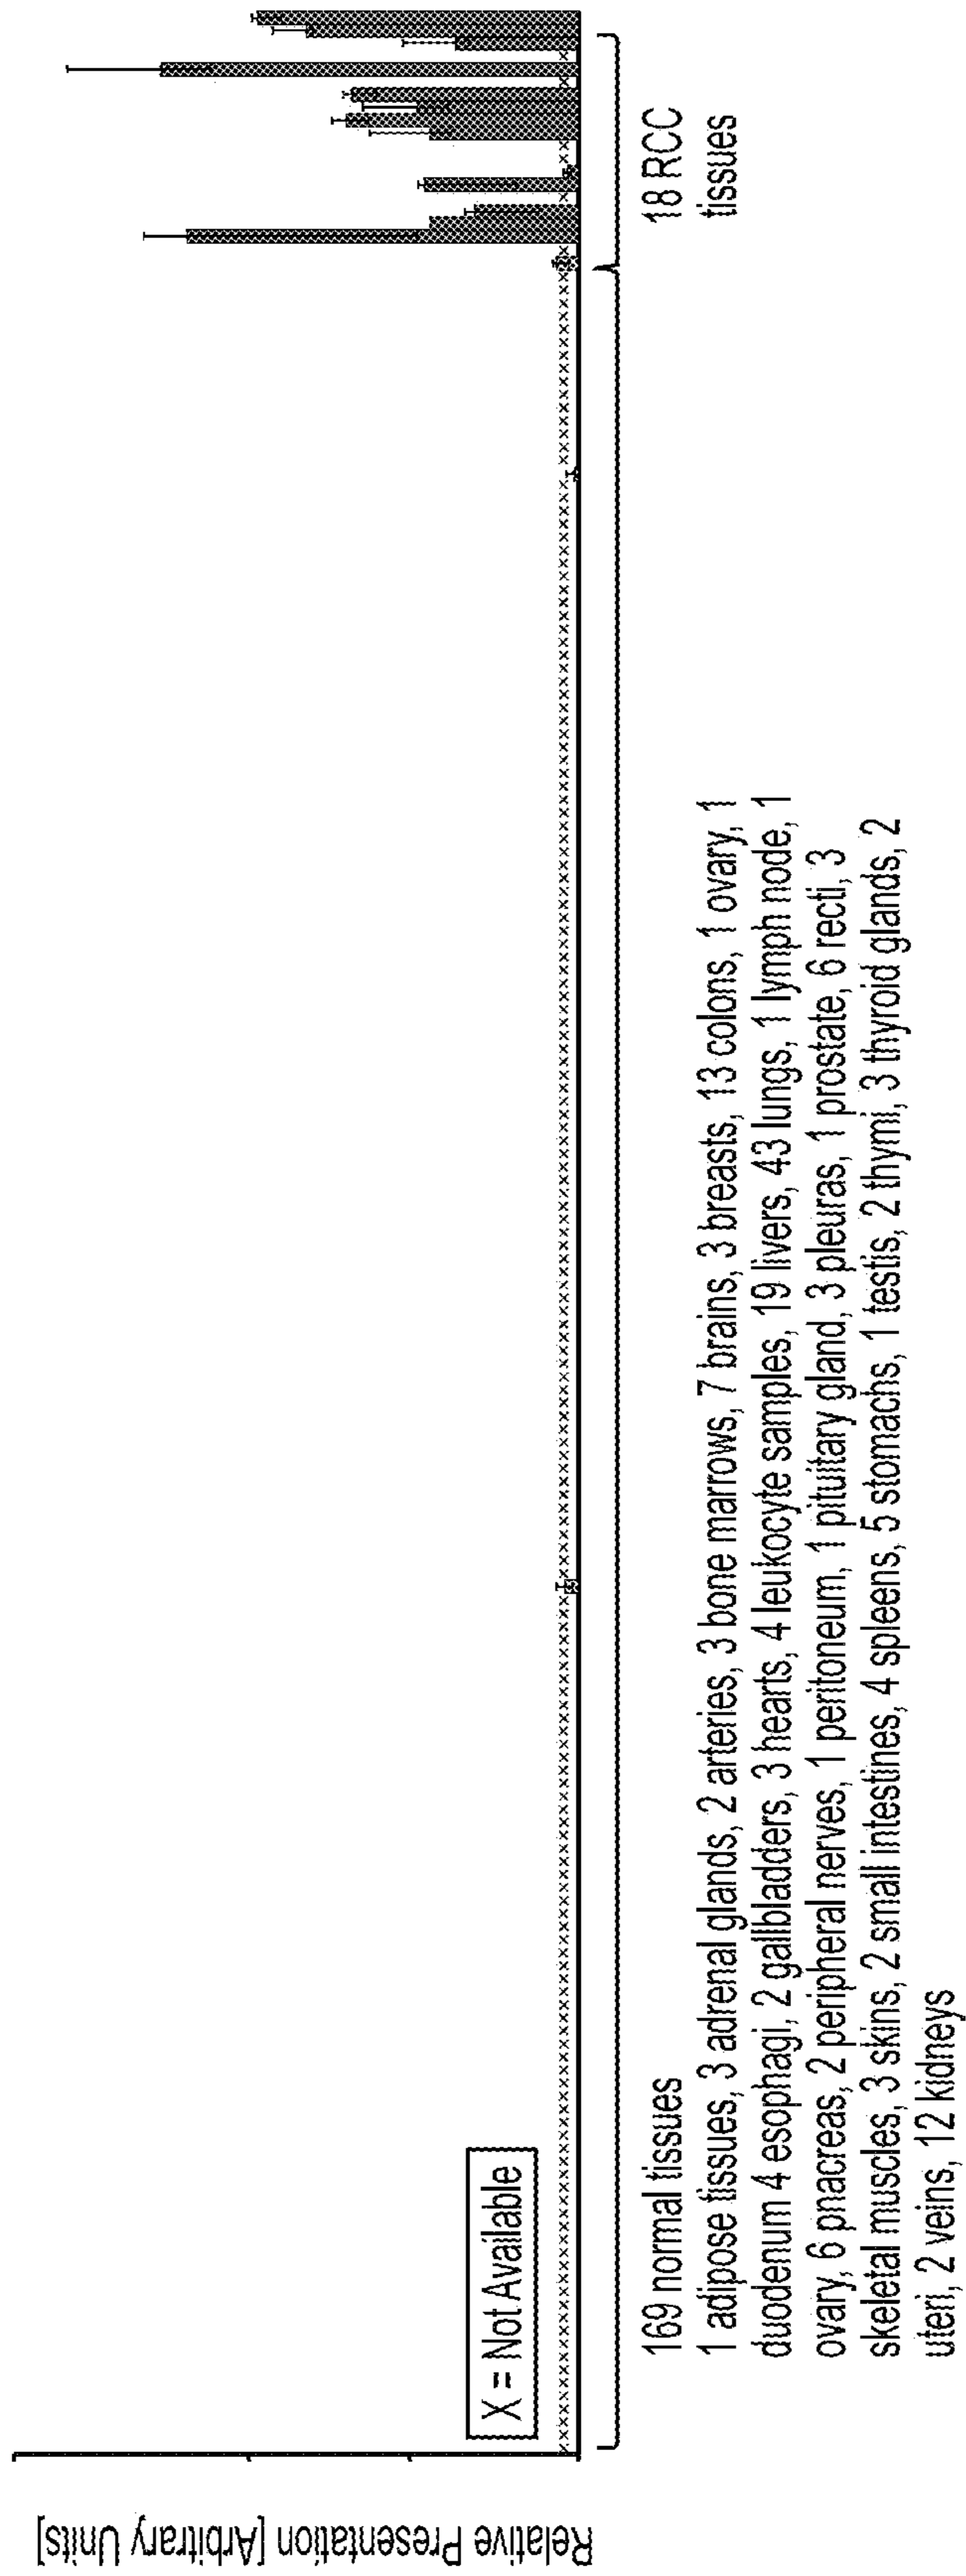 Relative Presentation [Arbitrary Units]
X = Not Available
169 normal tissues
1 adipose tissues, 3 adrenal glands, 2 arteries, 3 bone marrows, 7 brains, 3 breasts, 13 colons, 1 ovary, 1
duodenum 4 esophagi, 2 gallbladders, 3 hearts, 4 leukocyte samples, 19 livers, 43 lungs, 1 lymph node, 1
ovary, 6 pnacreas, 2 peripheral nerves, 1 peritoneum, 1 pituitary gland, 3 pleuras, 1 prostate, 6 recti, 3
skeletal muscles, 3 skins, 2 small intestines, 4 spleens, 5 stomachs, 1 testis, 2 thymi, 3 thyroid glands, 2
uteri, 2 veins, 12 kidneys
18 RCC
tissues